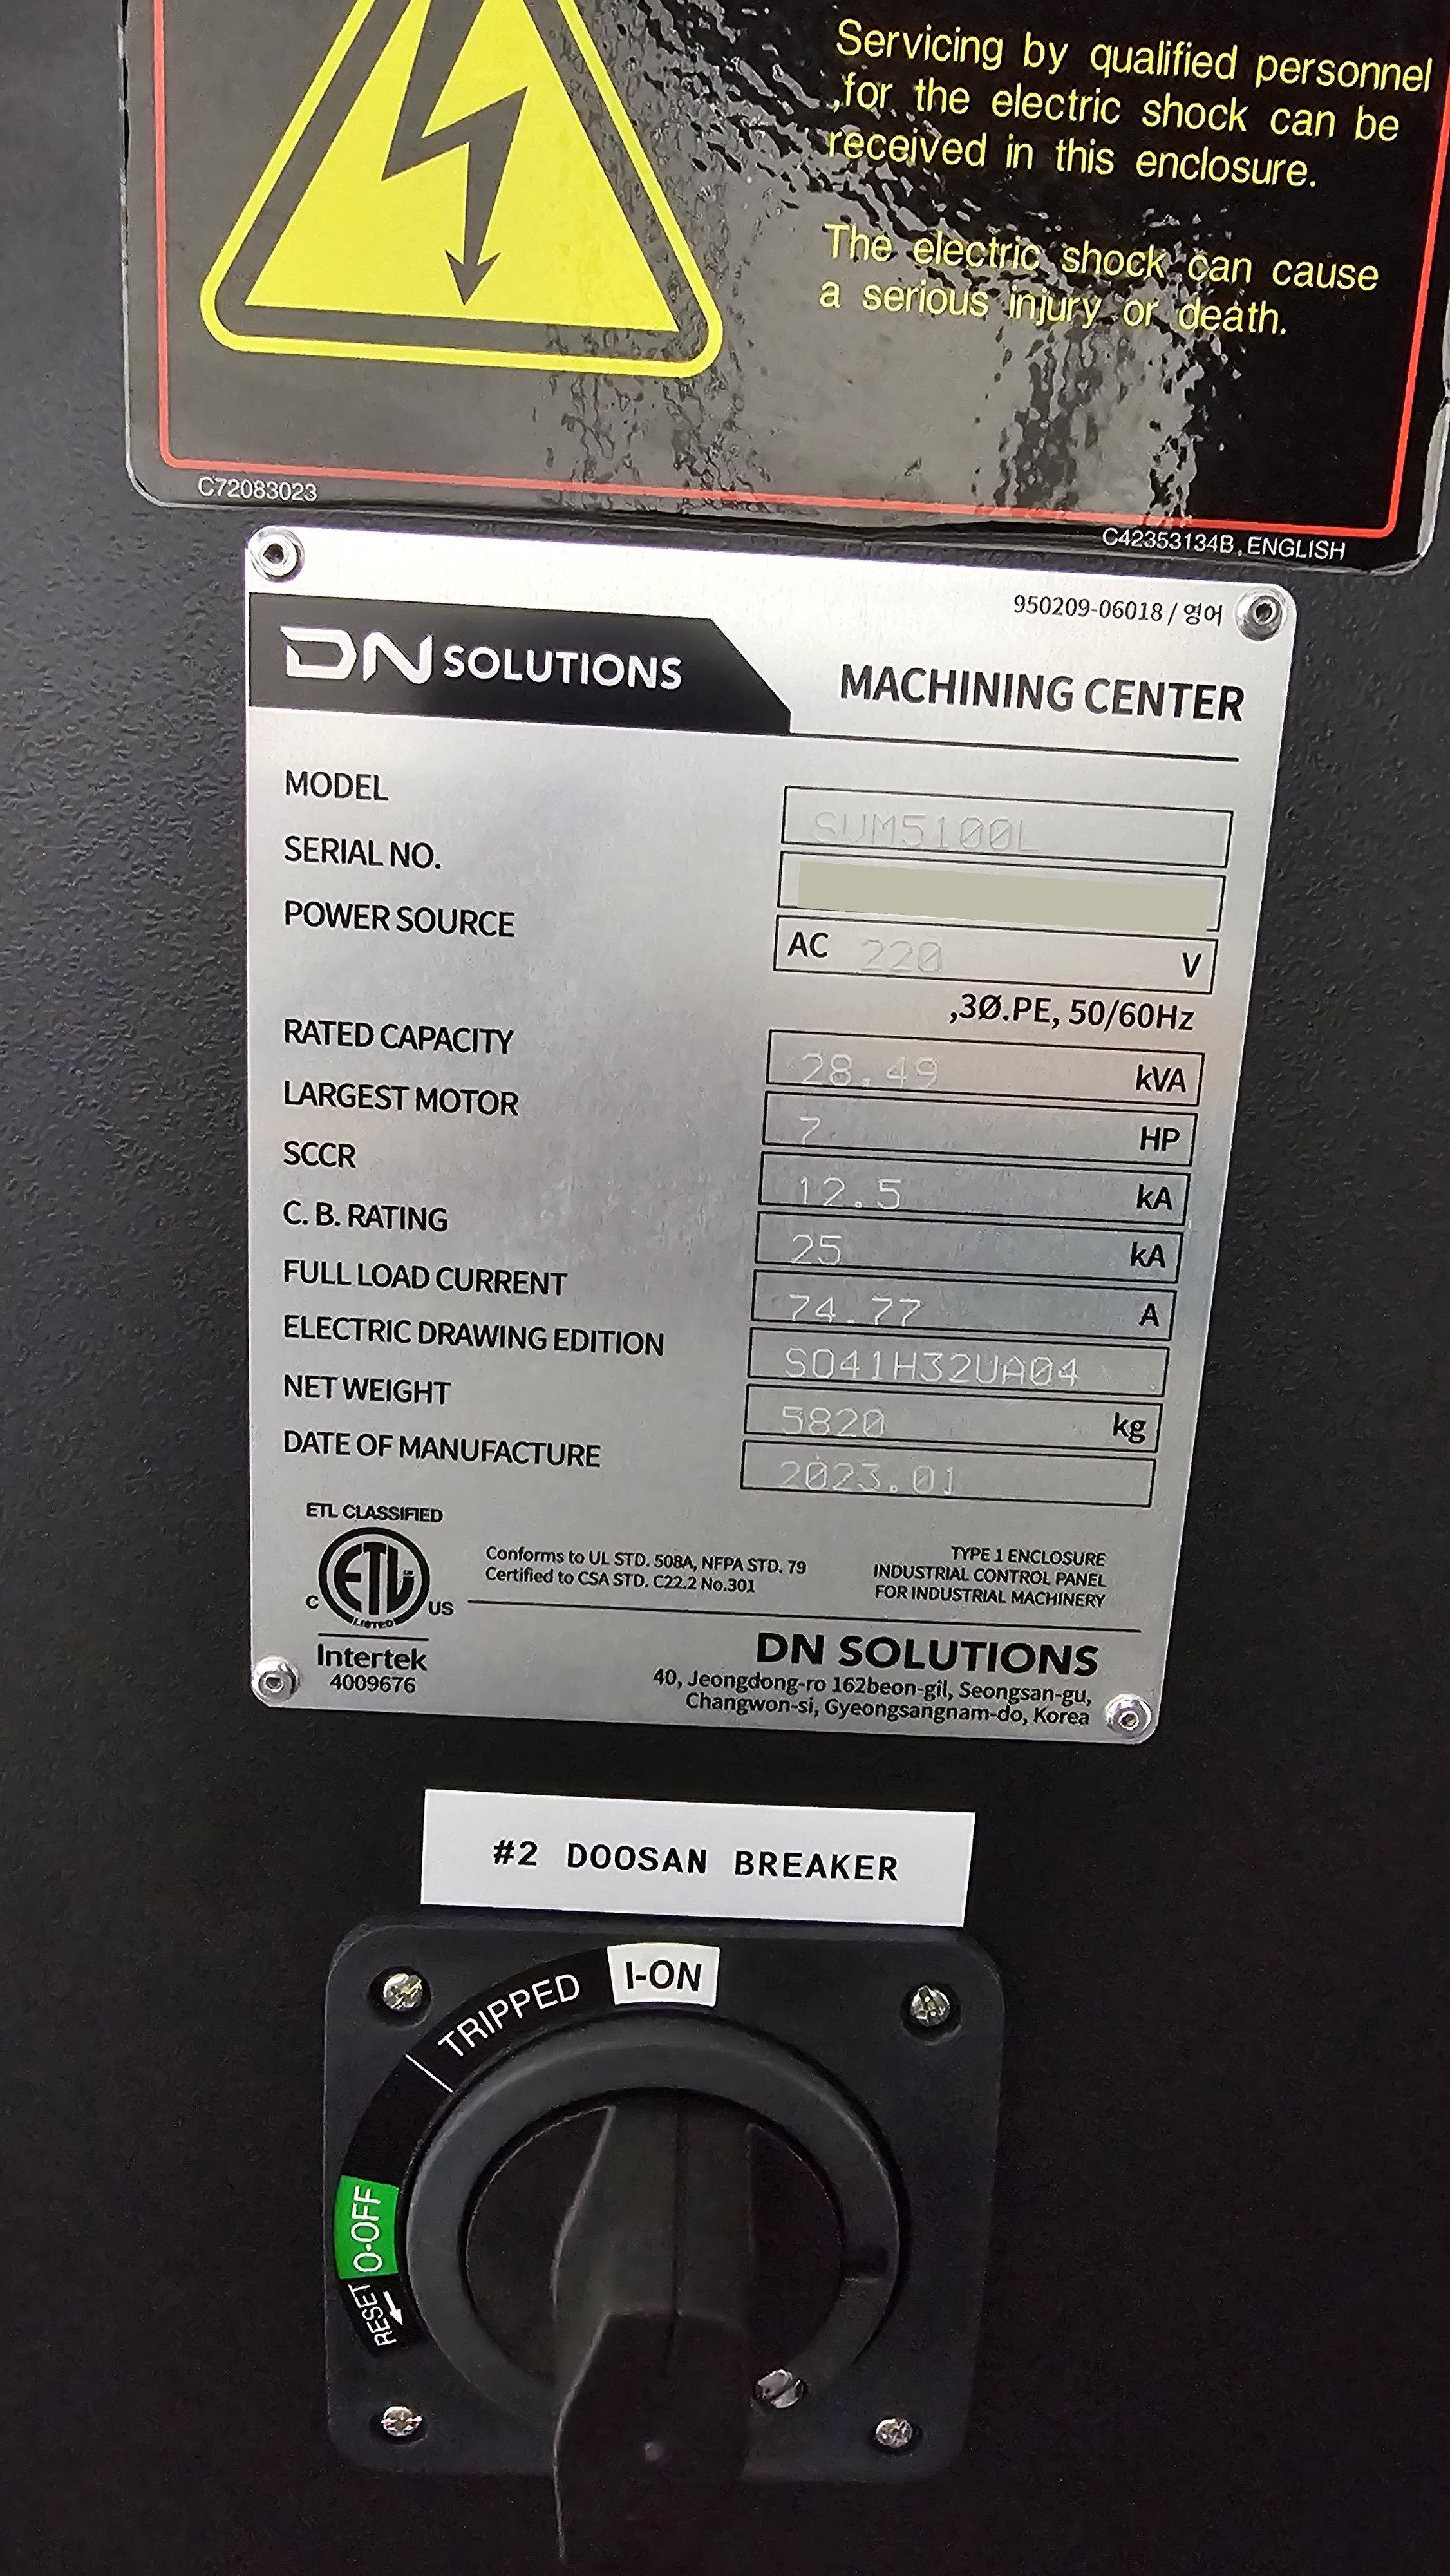 Servicing by qualified personnel
,for the electric shock can be
received in this enclosure.
The electric shock can cause
a serious injury or death.
C72083023
C42353134B.ENGLISH
950209-06018 / 영어
DN SOLUTIONS
MACHINING CENTER
MODEL SVM5100L
SERIAL NO.
POWER SOURCE AC 220 V
,3Ø.PE, 50/60Hz
RATED CAPACITY 28.49 kVA
LARGEST MOTOR 7 HP
SCCR 12.5 kA
C. B. RATING 25 kA
FULL LOAD CURRENT 74.77 A
ELECTRIC DRAWING EDITION SO41H32UA04
NET WEIGHT 5820 kg
DATE OF MANUFACTURE 2023.01
ETL CLASSIFIED
ETL
C US
LISTED
Intertek
4009676
Conforms to UL STD. 508A, NFPA STD. 79
Certified to CSA STD. C22.2 No.301
TYPE 1 ENCLOSURE
INDUSTRIAL CONTROL PANEL
FOR INDUSTRIAL MACHINERY
DN SOLUTIONS
40, Jeongdong-ro 162beon-gil, Seongsan-gu,
Changwon-si, Gyeongsangnam-do, Korea
#2 DOOSAN BREAKER
I-ON
TRIPPED
O-OFF
RESET